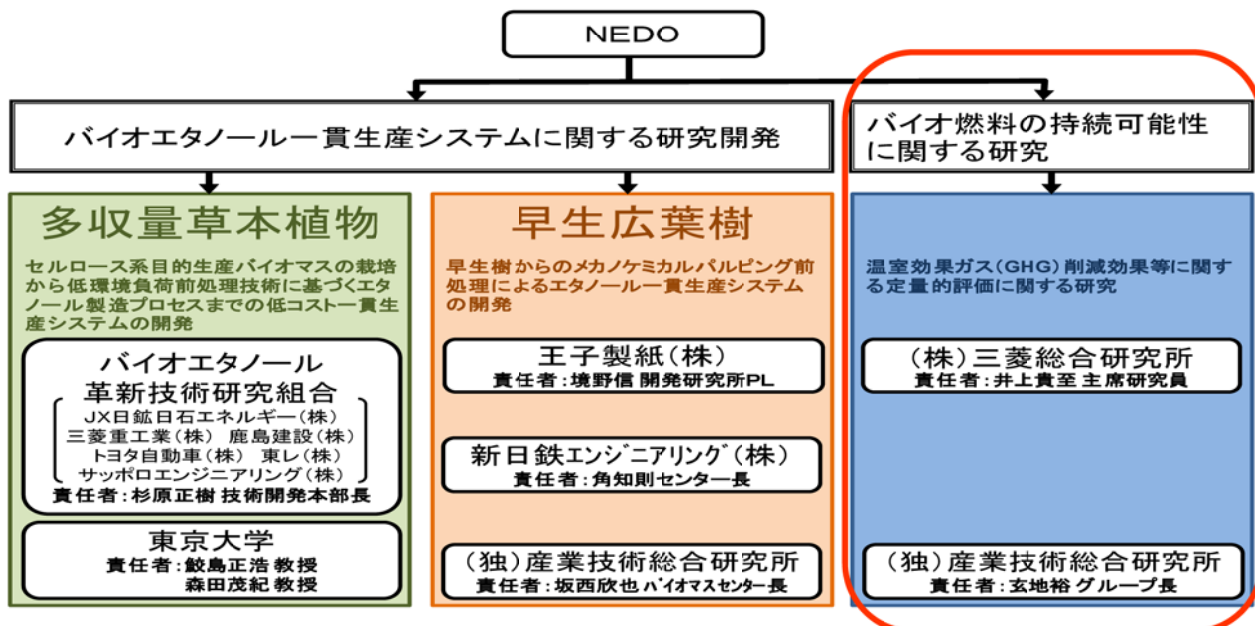 NEDO
バイオエタノール一貫生産システムに関する研究開発
バイオ燃料の持続可能性
に関する研究
多収量草本植物
セルロース系目的生産バイオマスの栽培
から低環境負荷前処理技術に基づくエタ
ノール製造プロセスまでの低コスト一貫生
産システムの開発
バイオエタノール
革新技術研究組合
JX日鉱日石エネルギー(株)
三菱重工業(株) 鹿島建設(株)
トヨタ自動車(株) 東レ(株)
サッポロエンジニアリング(株)
責任者:杉原正樹 技術開発本部長
東京大学
責任者:鮫島正浩 教授
森田茂紀 教授
早生広葉樹
早生樹からのメカノケミカルパルピング前
処理によるエタノール一貫生産システム
の開発
王子製紙(株)
責任者:境野信 開発研究所PL
新日鉄エンジニアリング(株)
責任者:角知則センター長
(独)産業技術総合研究所
責任者:坂西欣也 バイオマスセンター長
温室効果ガス(GHG)削減効果等に関す
る定量的評価に関する研究
(株)三菱総合研究所
責任者:井上貴至 主席研究員
(独)産業技術総合研究所
責任者:玄地裕 グループ長